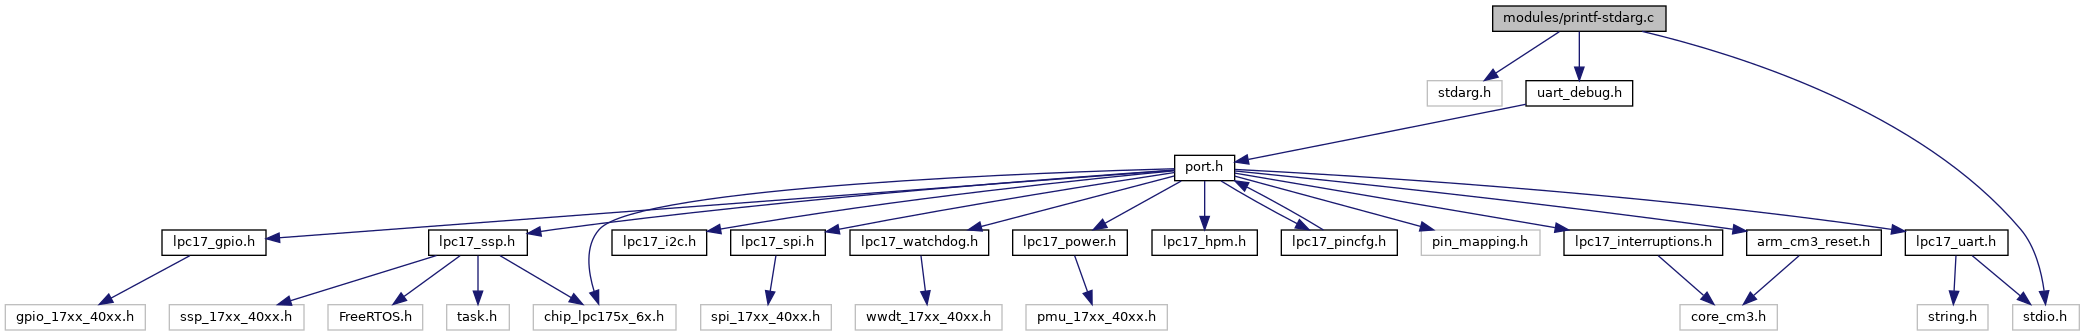 modules/printf-stdarg.c
stdarg.h
uart_debug.h
port.h
lpc17_gpio.h
lpc17_ssp.h
lpc17_i2c.h
lpc17_spi.h
lpc17_watchdog.h
lpc17_power.h
lpc17_hpm.h
lpc17_pincfg.h
pin_mapping.h
lpc17_interruptions.h
arm_cm3_reset.h
lpc17_uart.h
gpio_17xx_40xx.h
ssp_17xx_40xx.h
FreeRTOS.h
task.h
chip_lpc175x_6x.h
spi_17xx_40xx.h
wwdt_17xx_40xx.h
pmu_17xx_40xx.h
core_cm3.h
string.h
stdio.h